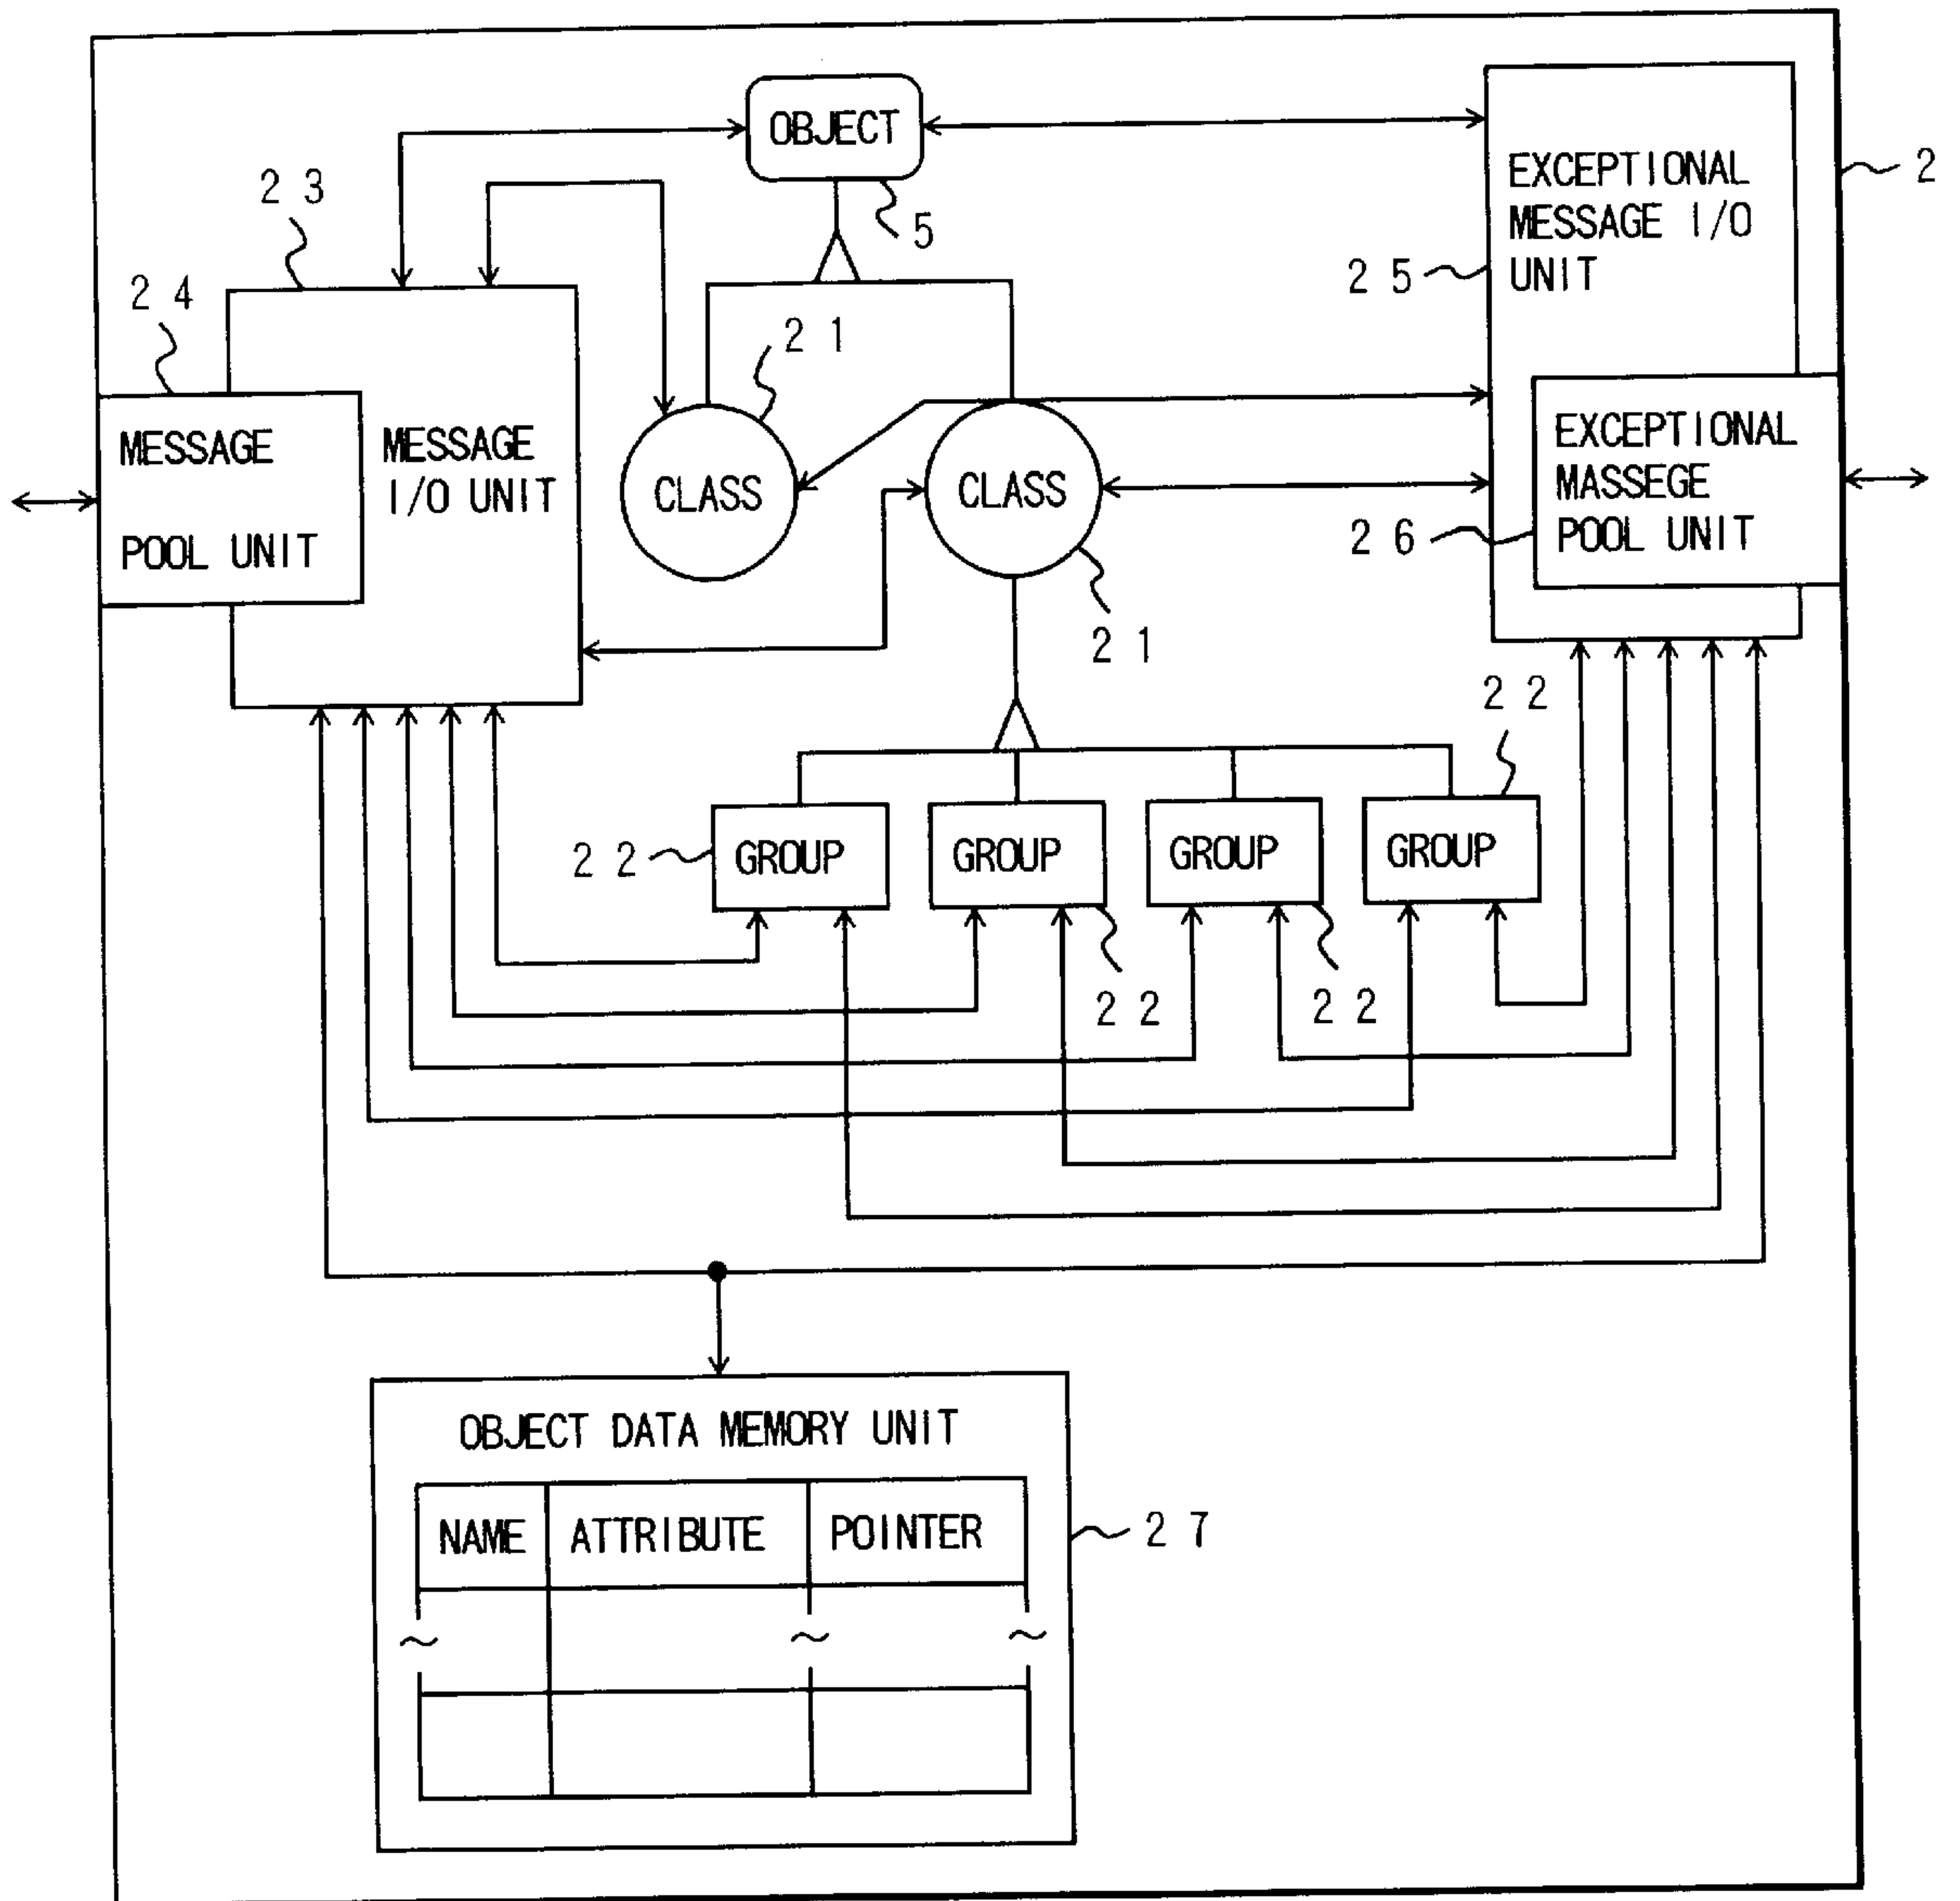 OBJECT
5
2 3
2 4
MESSAGE
POOL UNIT
MESSAGE
I/O UNIT
2 1
CLASS
CLASS
2 1
EXCEPTIONAL
MESSAGE I/O
UNIT
2 5
2
EXCEPTIONAL
MASSEGE
POOL UNIT
2 6
2 2
2 2
GROUP
GROUP
GROUP
GROUP
2 2
2 2
OBJECT DATA MEMORY UNIT
NAME
ATTRIBUTE
POINTER
2 7